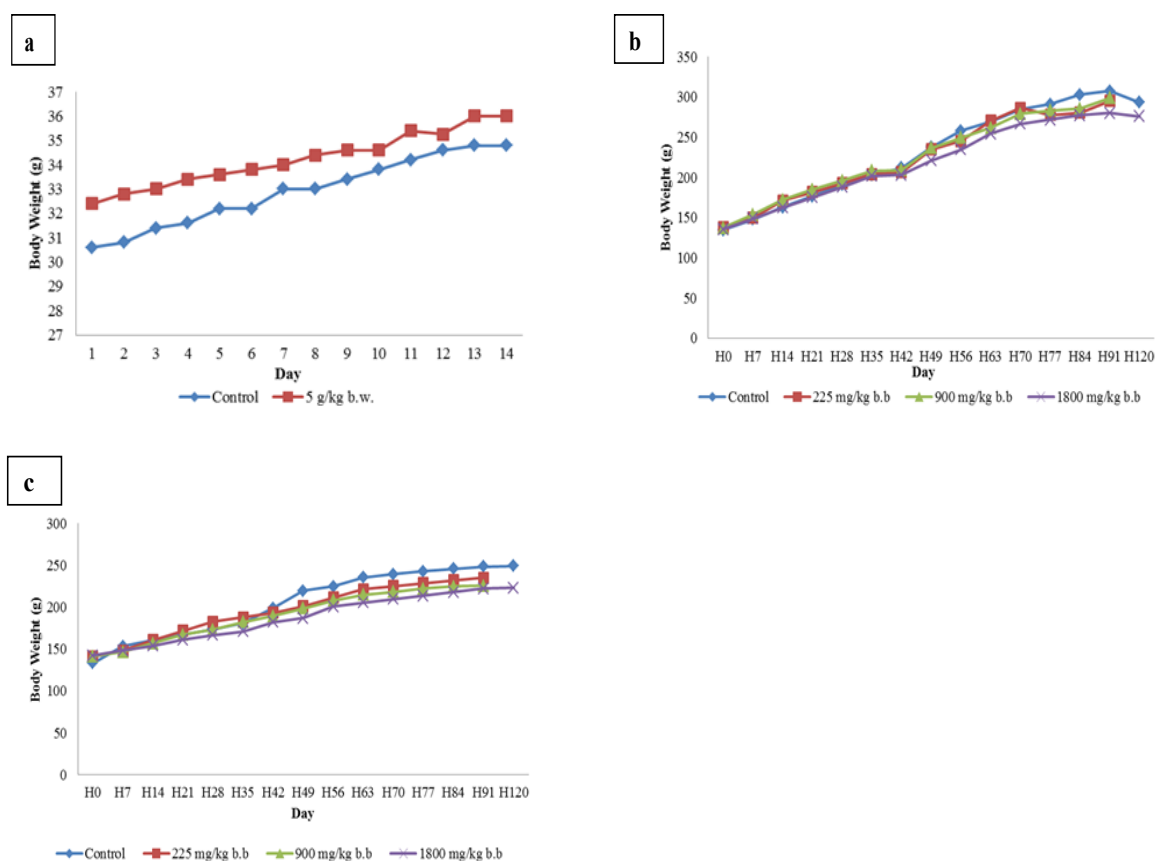 a
Body Weight (g)
37
36
35
34
33
32
31
30
29
28
27
1 2 3 4 5 6 7 8 9 10 11 12 13 14
Day
Control 5 g/kg b.w.
b
Body Weight (g)
350
300
250
200
150
100
50
0
H0 H7 H14 H21 H28 H35 H42 H49 H56 H63 H70 H77 H84 H91 H120
Day
Control 225 mg/kg b.b 900 mg/kg b.b 1800 mg/kg b.b
c
Body Weight (g)
300
250
200
150
100
50
0
H0 H7 H14 H21 H28 H35 H42 H49 H56 H63 H70 H77 H84 H91 H120
Day
Control 225 mg/kg b.b 900 mg/kg b.b 1800 mg/kg b.b